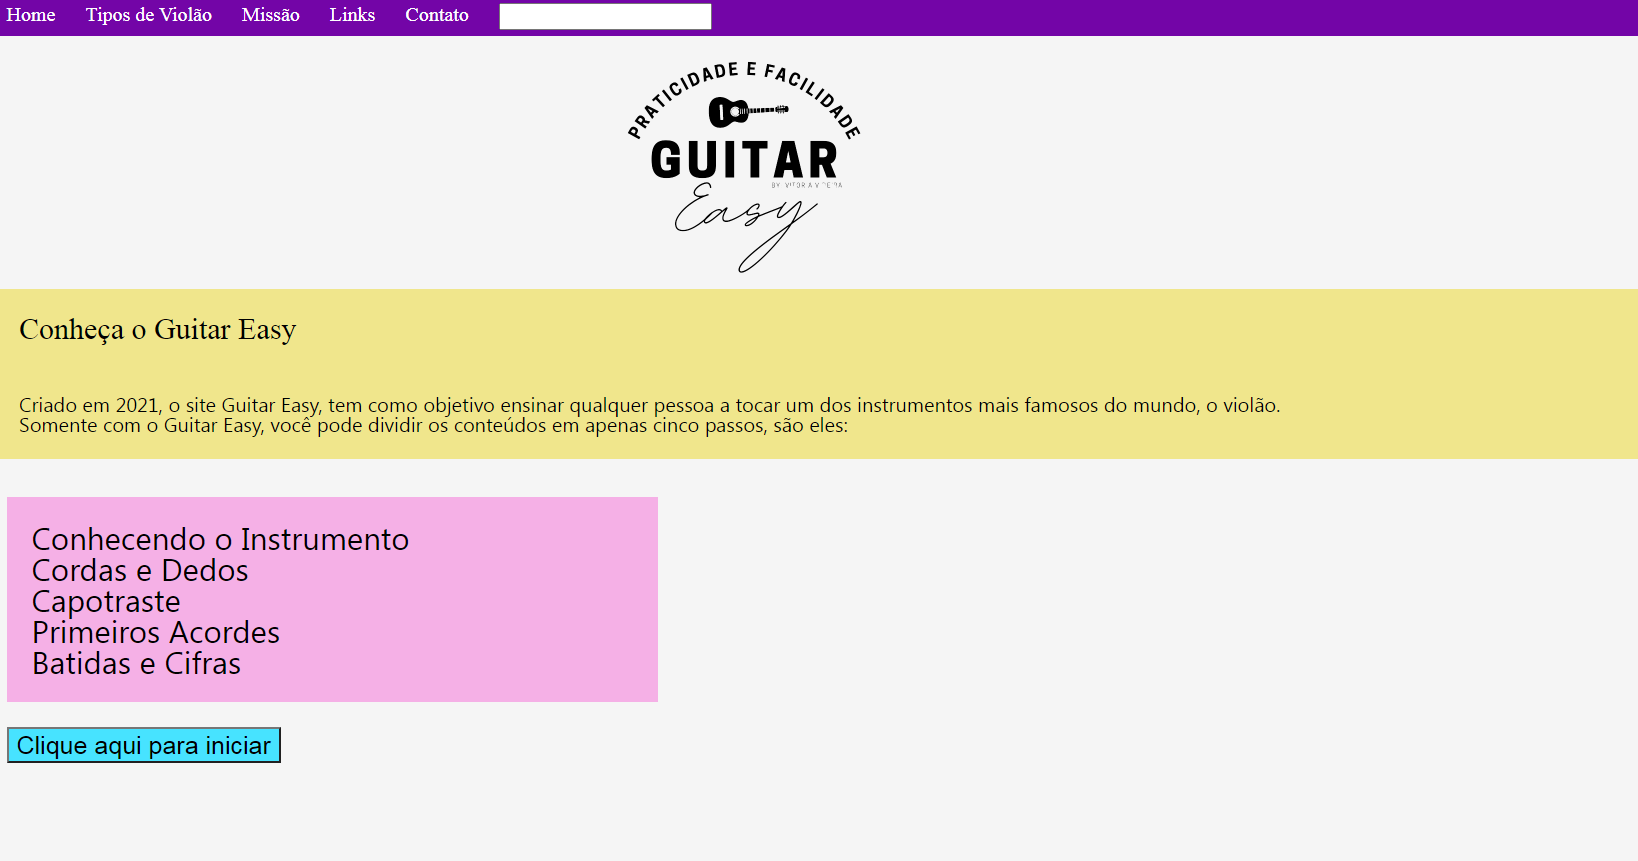 Home Tipos de Violão Missão Links Contato
PRATICIDADE E FACILIDADE
GUITAR
BY
Easy
Conheça o Guitar Easy
Criado em 2021, o site Guitar Easy, tem como objetivo ensinar qualquer pessoa a tocar um dos instrumentos mais famosos do mundo, o violão.
Somente com o Guitar Easy, você pode dividir os conteúdos em apenas cinco passos, são eles:
Conhecendo o Instrumento
Cordas e Dedos
Capotraste
Primeiros Acordes
Batidas e Cifras
Clique aqui para iniciar